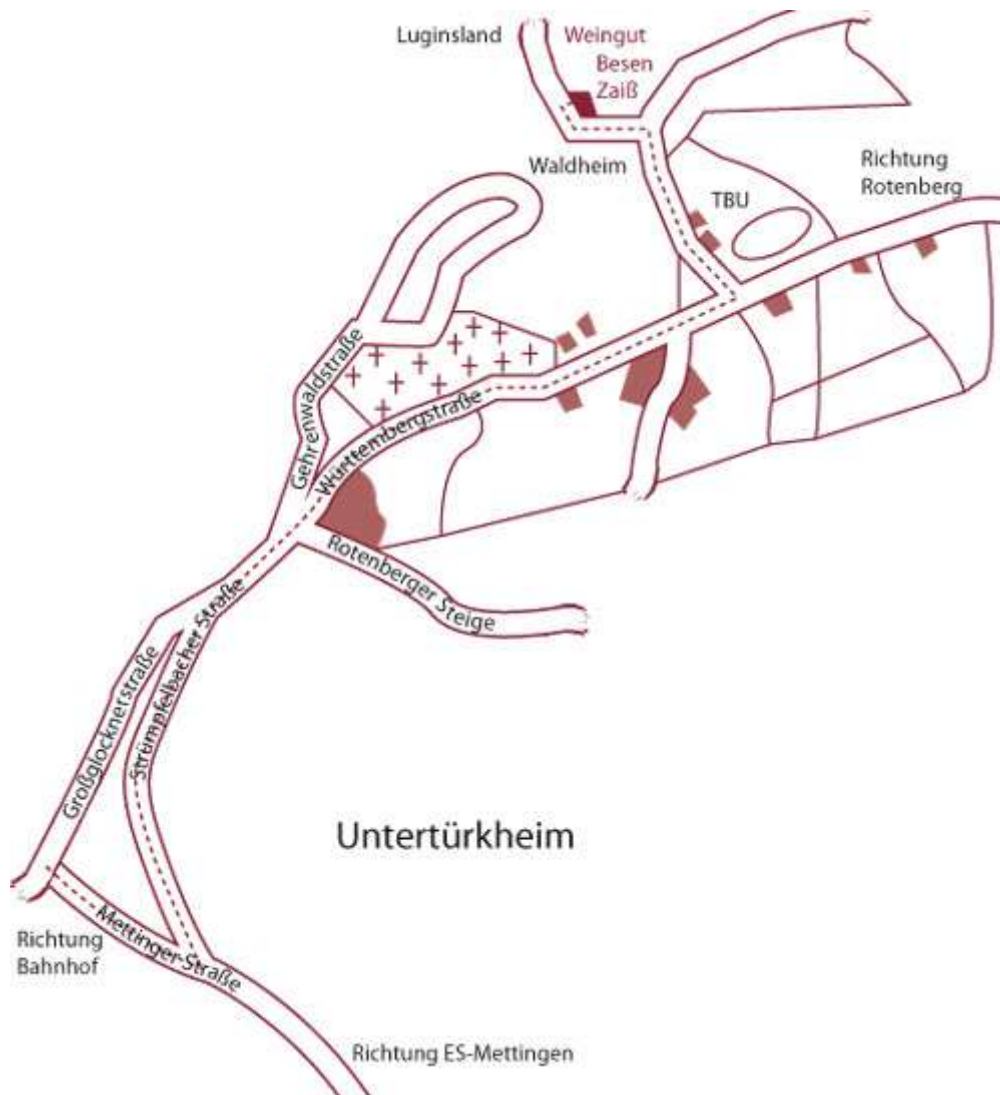 Luginsland
Weingut
Besen
Zaiß
Waldheim
Richtung
Rotenberg
TBU
Gehrenwaldstraße
Württembergstraße
Rotenberger Steige
Strümpfelbacher Straße
Großglocknerstraße
Untertürkheim
Mettinger Straße
Richtung
Bahnhof
Richtung ES-Mettingen